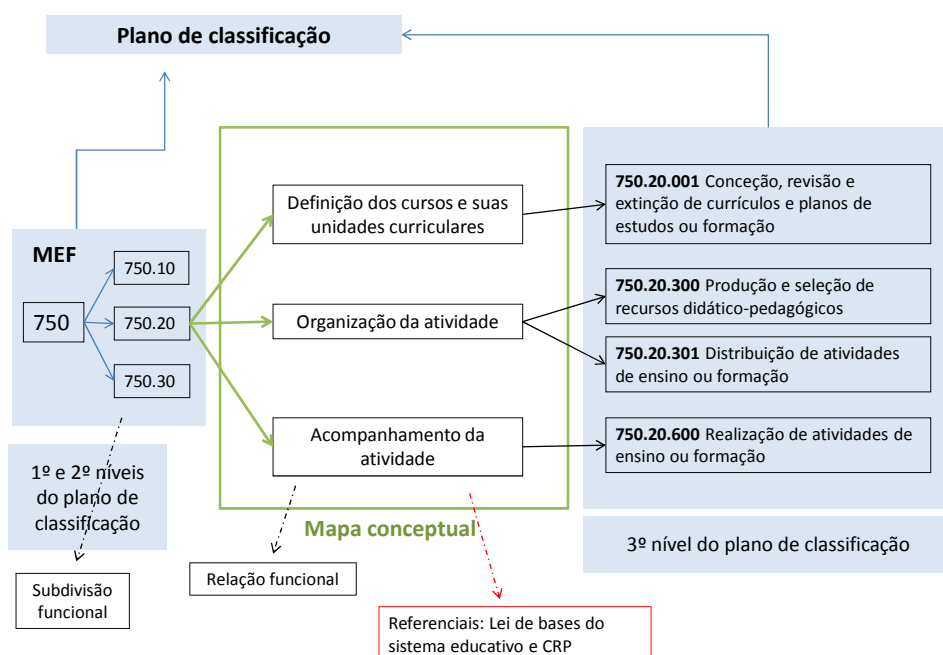 Plano de classificação
MEF
750
750.10
750.20
750.30
1º e 2º níveis
do plano de
classificação
Subdivisão
funcional
Definição dos cursos e suas
unidades curriculares
Organização da atividade
Acompanhamento da
atividade
Mapa conceptual
Relação funcional
Referenciais: Lei de bases do
sistema educativo e CRP
750.20.001 Conceção, revisão e
extinção de currículos e planos de
estudos ou formação
750.20.300 Produção e seleção de
recursos didático-pedagógicos
750.20.301 Distribuição de atividades
de ensino ou formação
750.20.600 Realização de atividades de
ensino ou formação
3º nível do plano de classificação